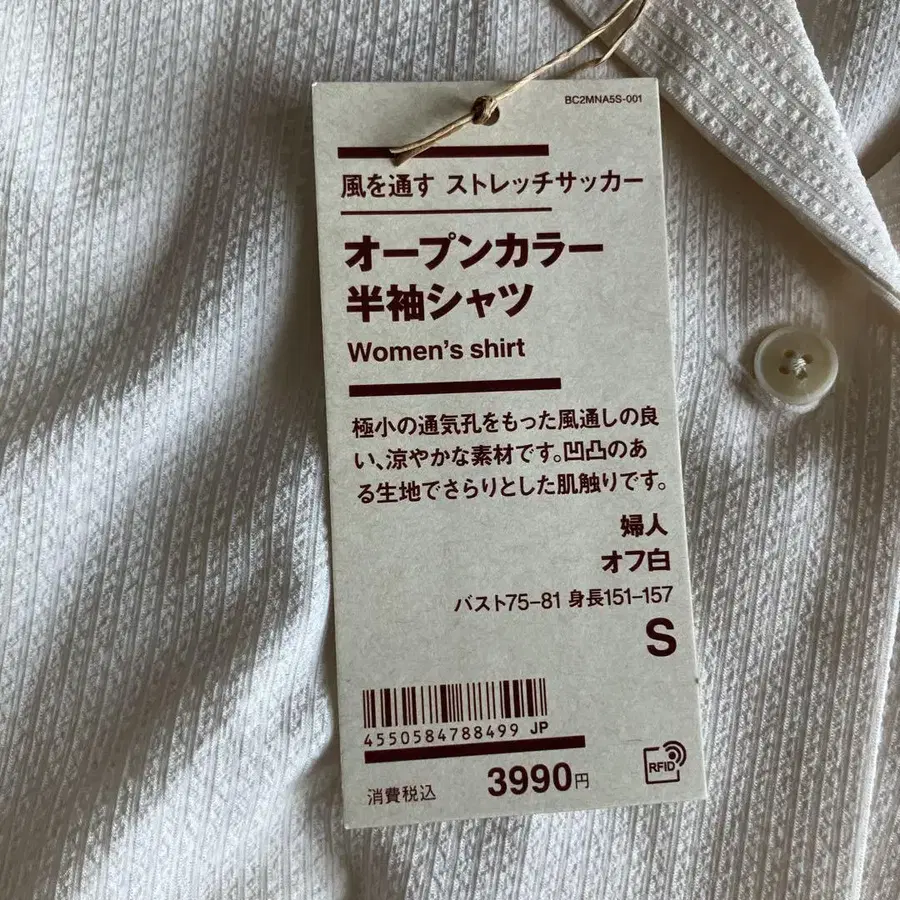 BC2MNA5S-001
風を通す ストレッチサッカー
オープンカラー
半袖シャツ
Women's shirt
極小の通気孔をもった風通しの良
い、涼やかな素材です。凹凸のあ
る生地でさらりとした肌触りです。
婦人
オフ白
バスト75–81 身長151–157
S
4550584788499 JP
消費税込 3990円
RFID